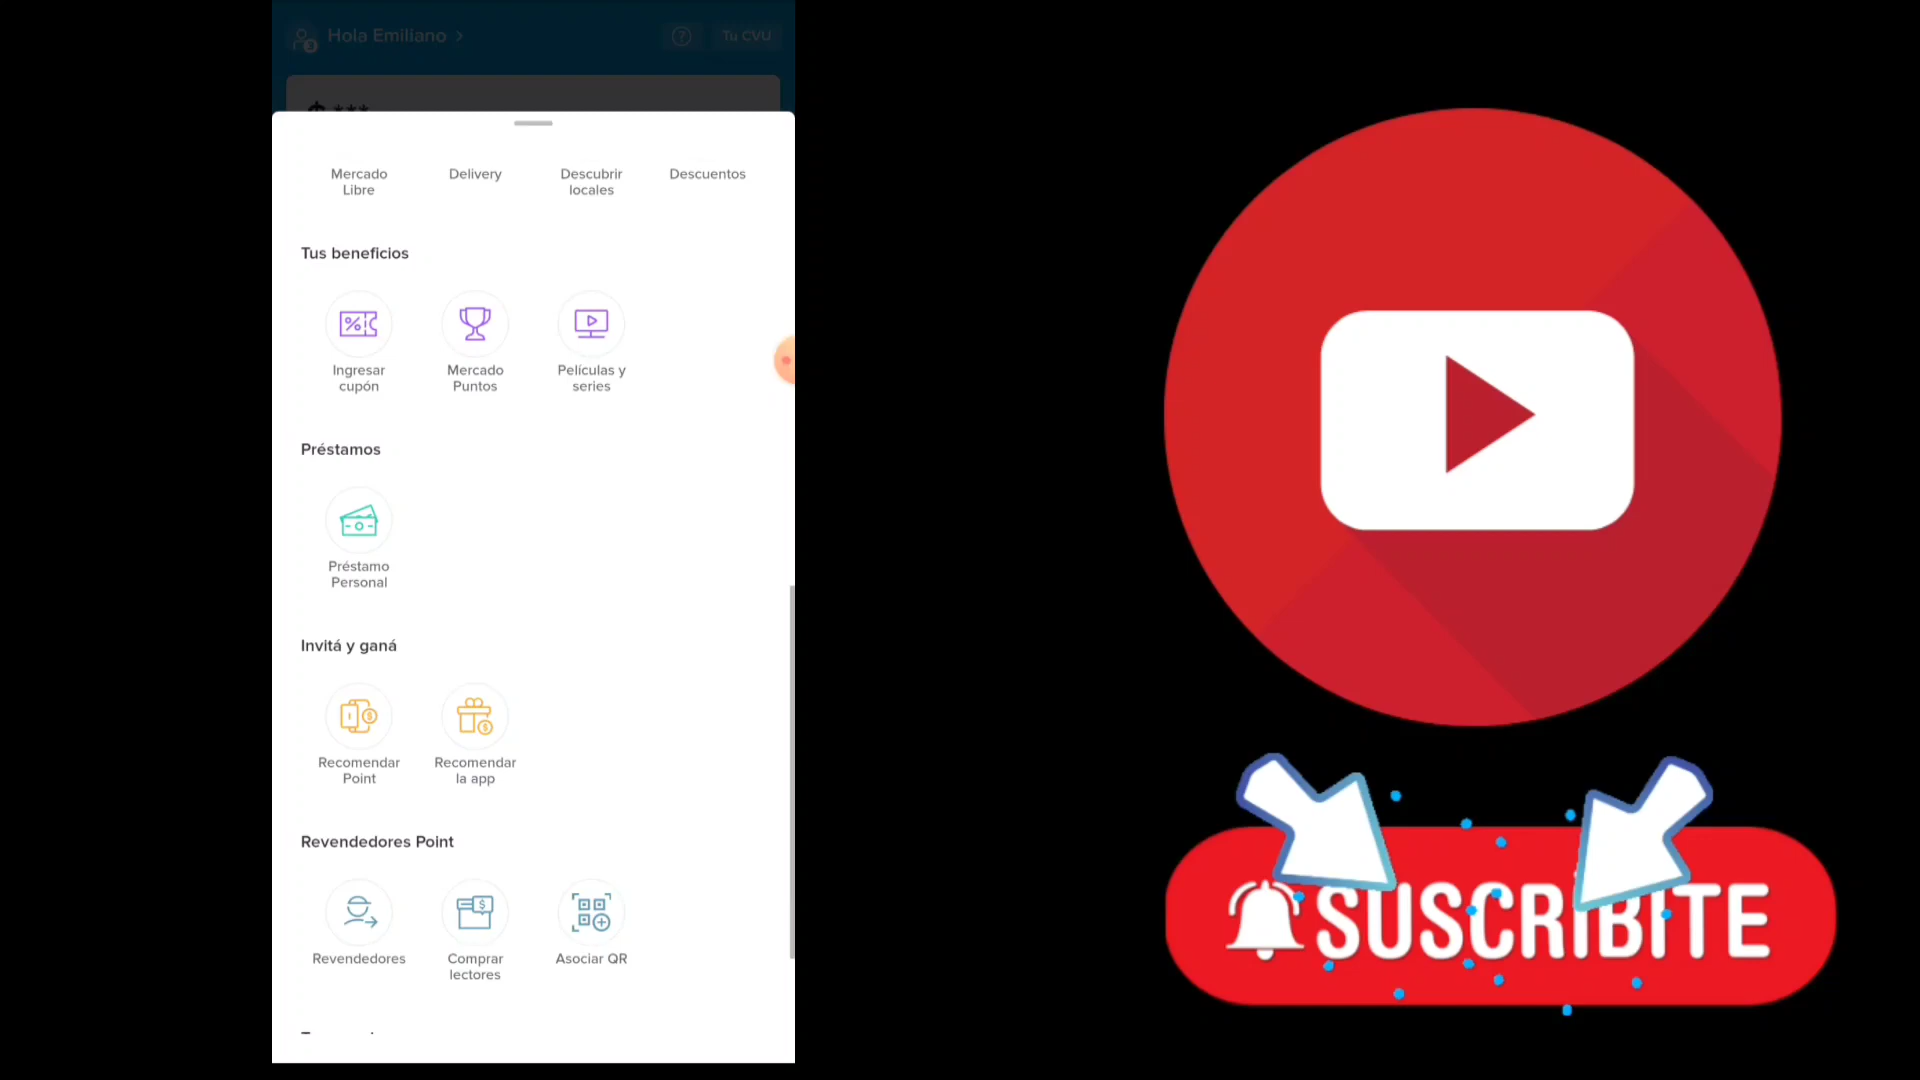 Hola Emiliano
Tu CVU
$ ***
Mercado
Libre
Delivery
Descubrir
locales
Descuentos
Tus beneficios
Ingresar
cupón
Mercado
Puntos
Películas y
series
Préstamos
Préstamo
Personal
Invitá y ganá
Recomendar
Point
Recomendar
la app
Revendedores Point
Revendedores
Comprar
lectores
Asociar QR
SUSCRIBITE